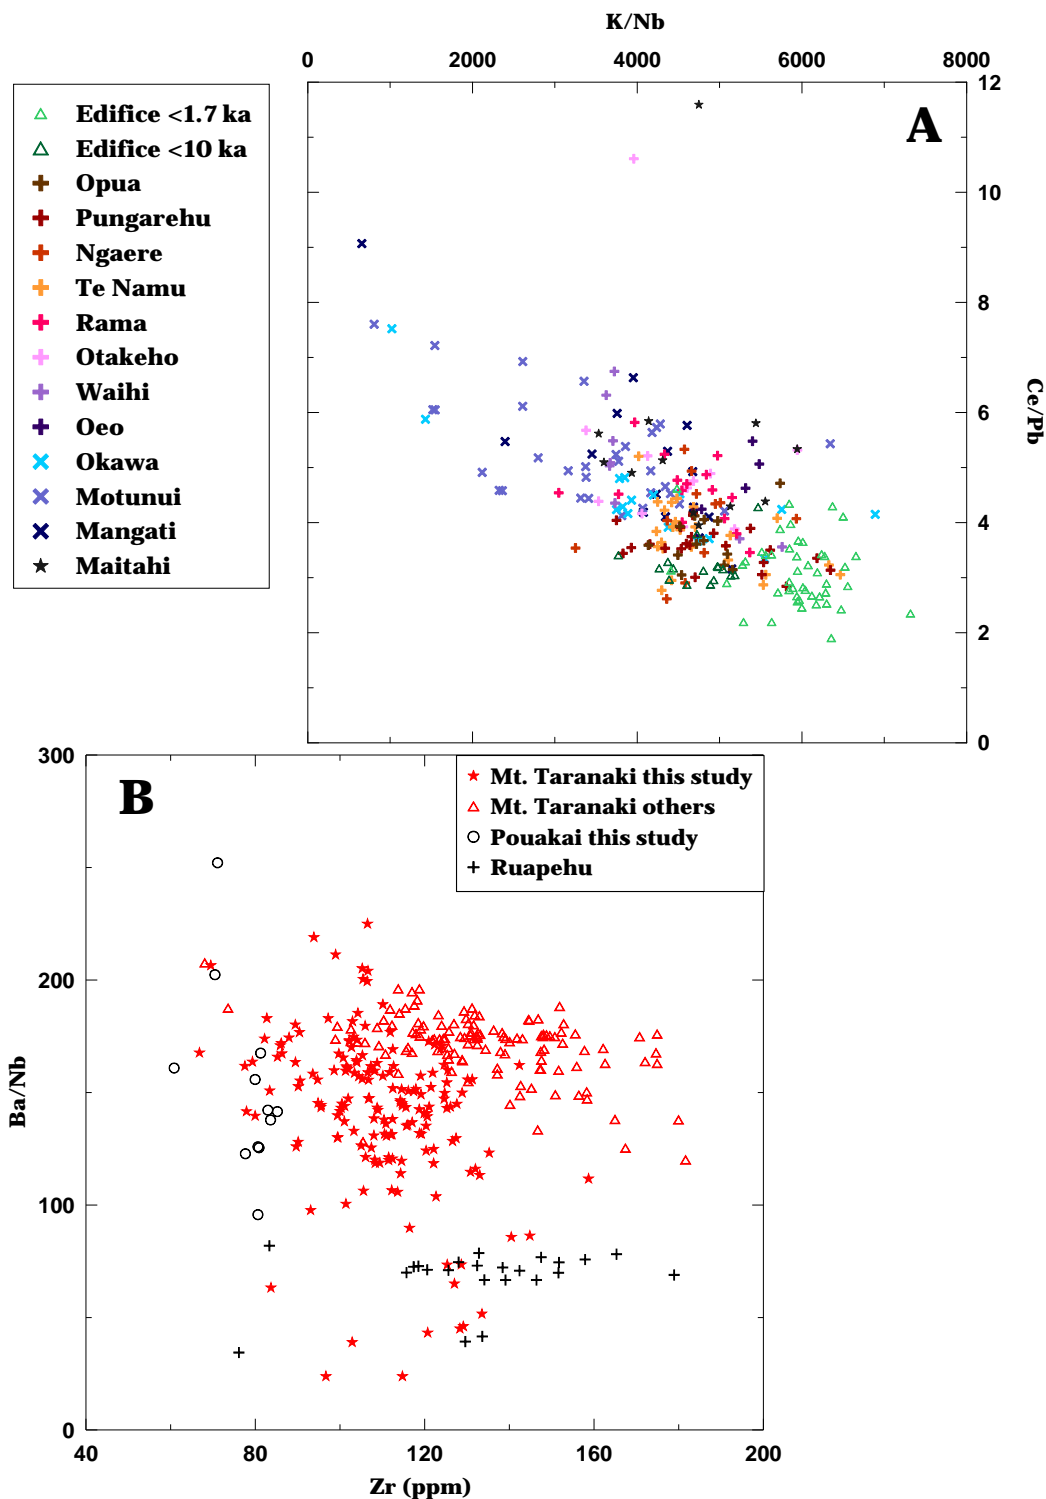 K/Nb
0 2000 4000 6000 8000
Edifice <1.7 ka
Edifice <10 ka
Opua
Pungarehu
Ngaere
Te Namu
Rama
Otakeho
Waihi
Oeo
Okawa
Motunui
Mangati
Maitahi
A
12
10
8
6
4
2
0
Ce/Pb
B
Mt. Taranaki this study
Mt. Taranaki others
Pouakai this study
Ruapehu
300
200
100
0
Ba/Nb
40 80 120 160 200
Zr (ppm)